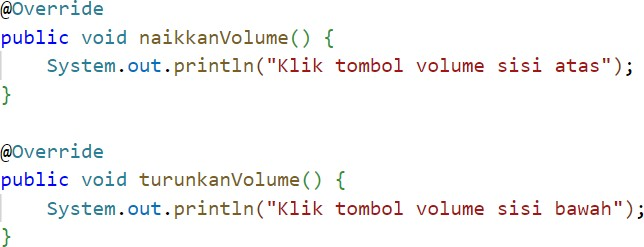 @Override
public void naikkanVolume() {
    System.out.println("Klik tombol volume sisi atas");
}

@Override
public void turunkanVolume() {
    System.out.println("Klik tombol volume sisi bawah");
}